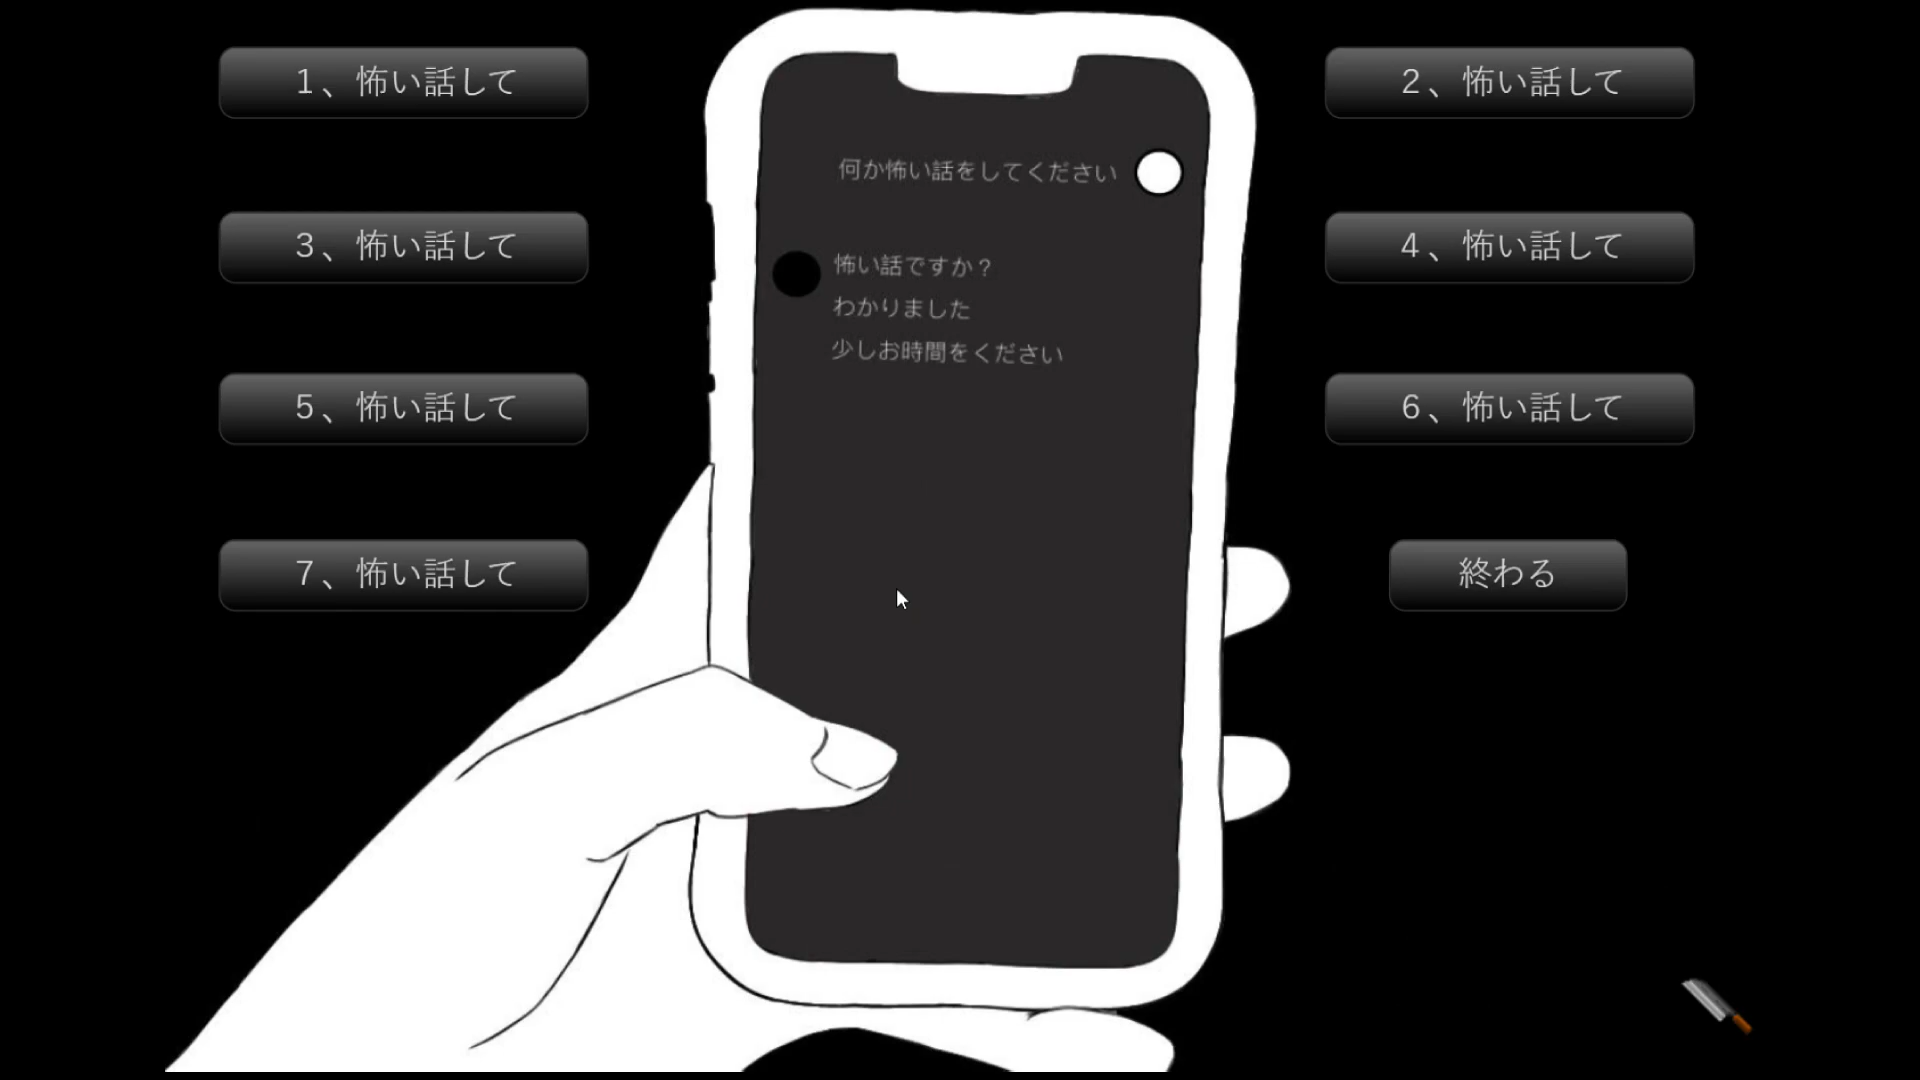 1、怖い話して
2、怖い話して
3、怖い話して
4、怖い話して
5、怖い話して
6、怖い話して
7、怖い話して
終わる
何か怖い話をしてください
怖い話ですか？
わかりました
少しお時間をください